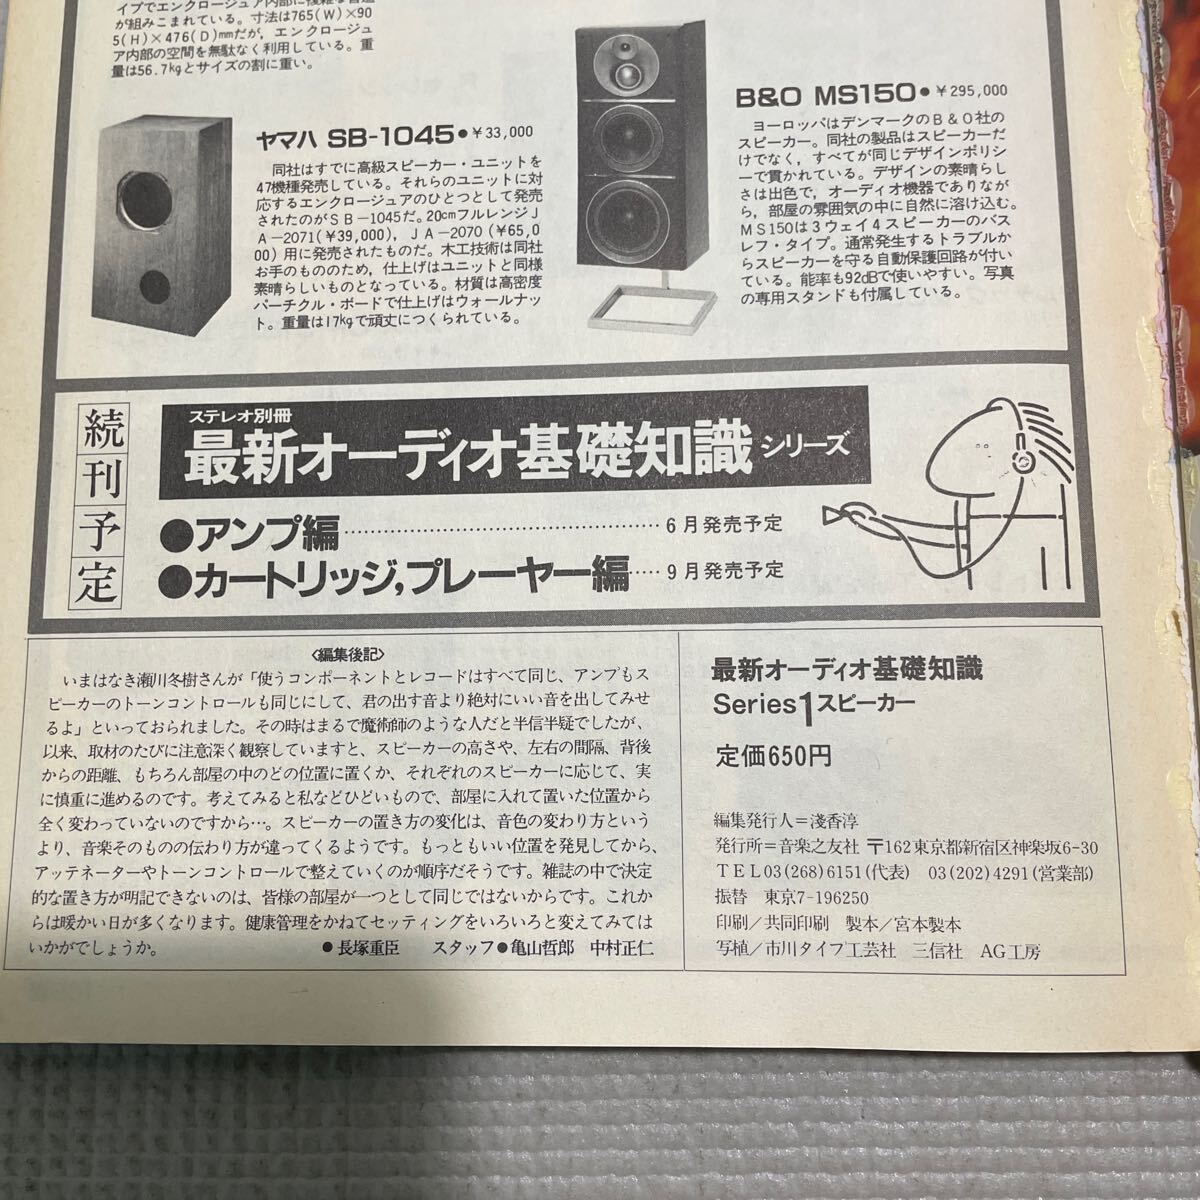 イプでエンクロージュア内部に複雑な音道
が組みこまれている。寸法は765(W)×90
5(H)×476(D)mmだが、エンクロージュ
ア内部の空間を無駄なく利用している。重
量は56.7kgとサイズの割に重い。
ヤマハ SB-1045●￥33,000
同社はすでに高級スピーカー・ユニットを
47機種発売している。それらのユニットに対
応するエンクロージュアのひとつとして発売
されたのがSB－1045だ。20cmフルレンジJ
A－2071(￥39,000)，JA－2070 (￥65,0
00) 用に発売されたものだ。木工技術は同社
お手のもののため，仕上げはユニットと同様
素晴らしいものとなっている。材質は高密度
パーチクル・ボードで仕上げはウォールナッ
ト。重量は17kgで頑丈につくられている。
B&O MS150●￥295,000
ヨーロッパはデンマークのB＆O社の
スピーカー。同社の製品はスピーカーだ
けでなく，すべてが同じデザインポリシ
ーで貫かれている。デザインの素晴らし
さは出色で，オーディオ機器でありなが
ら，部屋の雰囲気の中に自然に溶け込む。
MS150は3ウェイ4スピーカーのバス
レフ・タイプ。通常発生するトラブルか
らスピーカーを守る自動保護回路が付い
ている。能率も92dBで使いやすい。写真
の専用スタンドも付属している。
続刊予定
ステレオ別冊
最新オーディオ基礎知識シリーズ
●アンプ編……………………………………6月発売予定
●カートリッジ,プレーヤー編……9月発売予定
〈編集後記〉
いまはなき瀬川冬樹さんが「使うコンポーネントとレコードはすべて同じ、アンプもス
ピーカーのトーンコントロールも同じにして、君の出す音より絶対にいい音を出してみせ
るよ」といっておられました。その時はまるで魔術師のような人だと半信半疑でしたが、
以来、取材のたびに注意深く観察していますと、スピーカーの高さや、左右の間隔、背後
からの距離、もちろん部屋の中のどの位置に置くか、それぞれのスピーカーに応じて、実
に慎重に進めるのです。考えてみると私などひどいもので、部屋に入れて置いた位置から
全く変わっていないのですから…。スピーカーの置き方の変化は、音色の変わり方という
より、音楽そのものの伝わり方が違ってくるようです。もっともいい位置を発見してから、
アッテネーターやトーンコントロールで整えていくのが順序だそうです。雑誌の中で決定
的な置き方が明記できないのは、皆様の部屋が一つとして同じではないからです。これか
らは暖かい日が多くなります。健康管理をかねてセッティングをいろいろと変えてみては
いかがでしょうか。 ●長塚重臣 スタッフ●亀山哲郎 中村正仁
最新オーディオ基礎知識
Series1スピーカー
定価650円
編集発行人＝淺香淳
発行所＝音楽之友社 〒162東京都新宿区神楽坂6-30
TEL03(268)6151(代表) 03(202)4291(営業部)
振替 東京7-196250
印刷／共同印刷 製本／宮本製本
写植／市川タイプ工芸社 三信社 AG工房